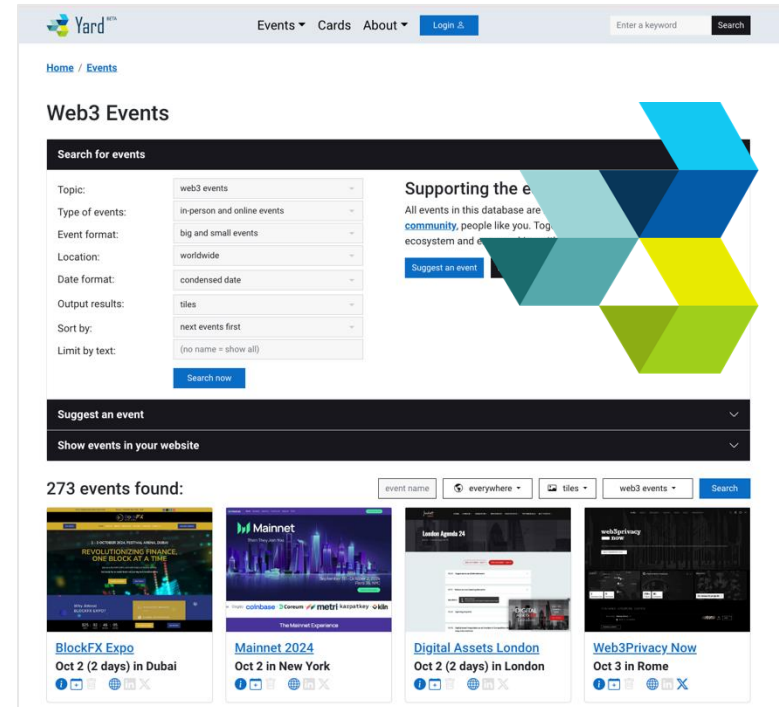 Yard BETA
Events Cards About Login
Enter a keyword Search
Home / Events
Web3 Events
Search for events
Topic: web3 events
Type of events: in-person and online events
Event format: big and small events
Location: worldwide
Date format: condensed date
Output results: tiles
Sort by: next events first
Limit by text: (no name = show all)
Search now
Supporting the e
All events in this database are
community, people like you. Tog
ecosystem and e
Suggest an event
Suggest an event
Show events in your website
273 events found:
event name everywhere tiles web3 events Search
REVOLUTIONIZING FINANCE,
ONE BLOCK AT A TIME
BlockFX Expo
Oct 2 (2 days) in Dubai
Mainnet
coinbase Coreum metri karpatkey kiln
The Mainnet Experience
Mainnet 2024
Oct 2 in New York
London Agenda 24
DIGITAL
Digital Assets London
Oct 2 (2 days) in London
web3privacy
now
Web3Privacy Now
Oct 3 in Rome